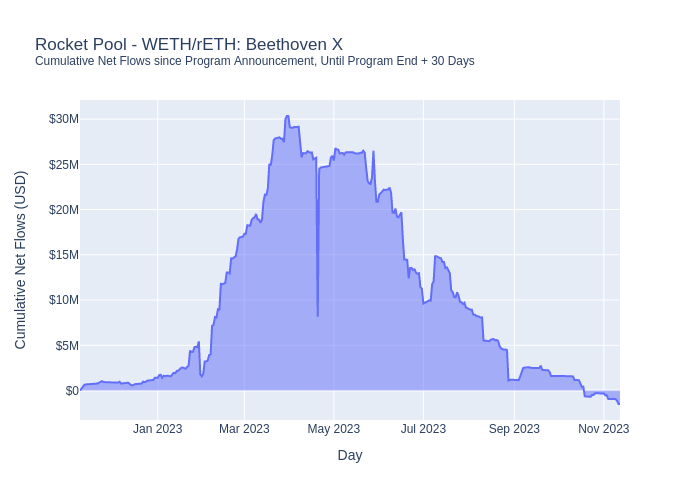 Rocket Pool - WETH/rETH: Beethoven X
Cumulative Net Flows since Program Announcement, Until Program End + 30 Days
Cumulative Net Flows (USD)
$30M
$25M
$20M
$15M
$10M
$5M
$0
Jan 2023 Mar 2023 May 2023 Jul 2023 Sep 2023 Nov 2023
Day